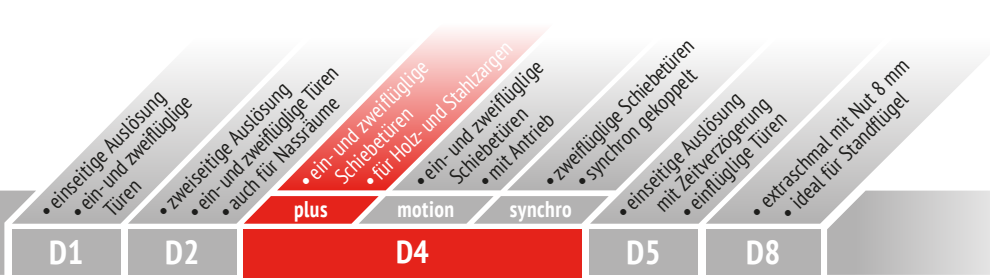 • einseitige Auslösung
• ein- und zweiflüglige
Türen
• zweiseitige Auslösung
• ein- und zweiflüglige Türen
• auch für Nassräume
• ein- und zweiflüglige
Schiebetüren
• für Holz- und Stahlzargen
• ein- und zweiflüglige
Schiebetüren
• mit Antrieb
• zweiflüglige Schiebetüren
• synchron gekoppelt
• einseitige Auslösung
mit Zeitverzögerung
• einflüglige Türen
• extraschmal mit Nut 8 mm
• ideal für Standflügel
plus
motion
synchro
D1
D2
D4
D5
D8